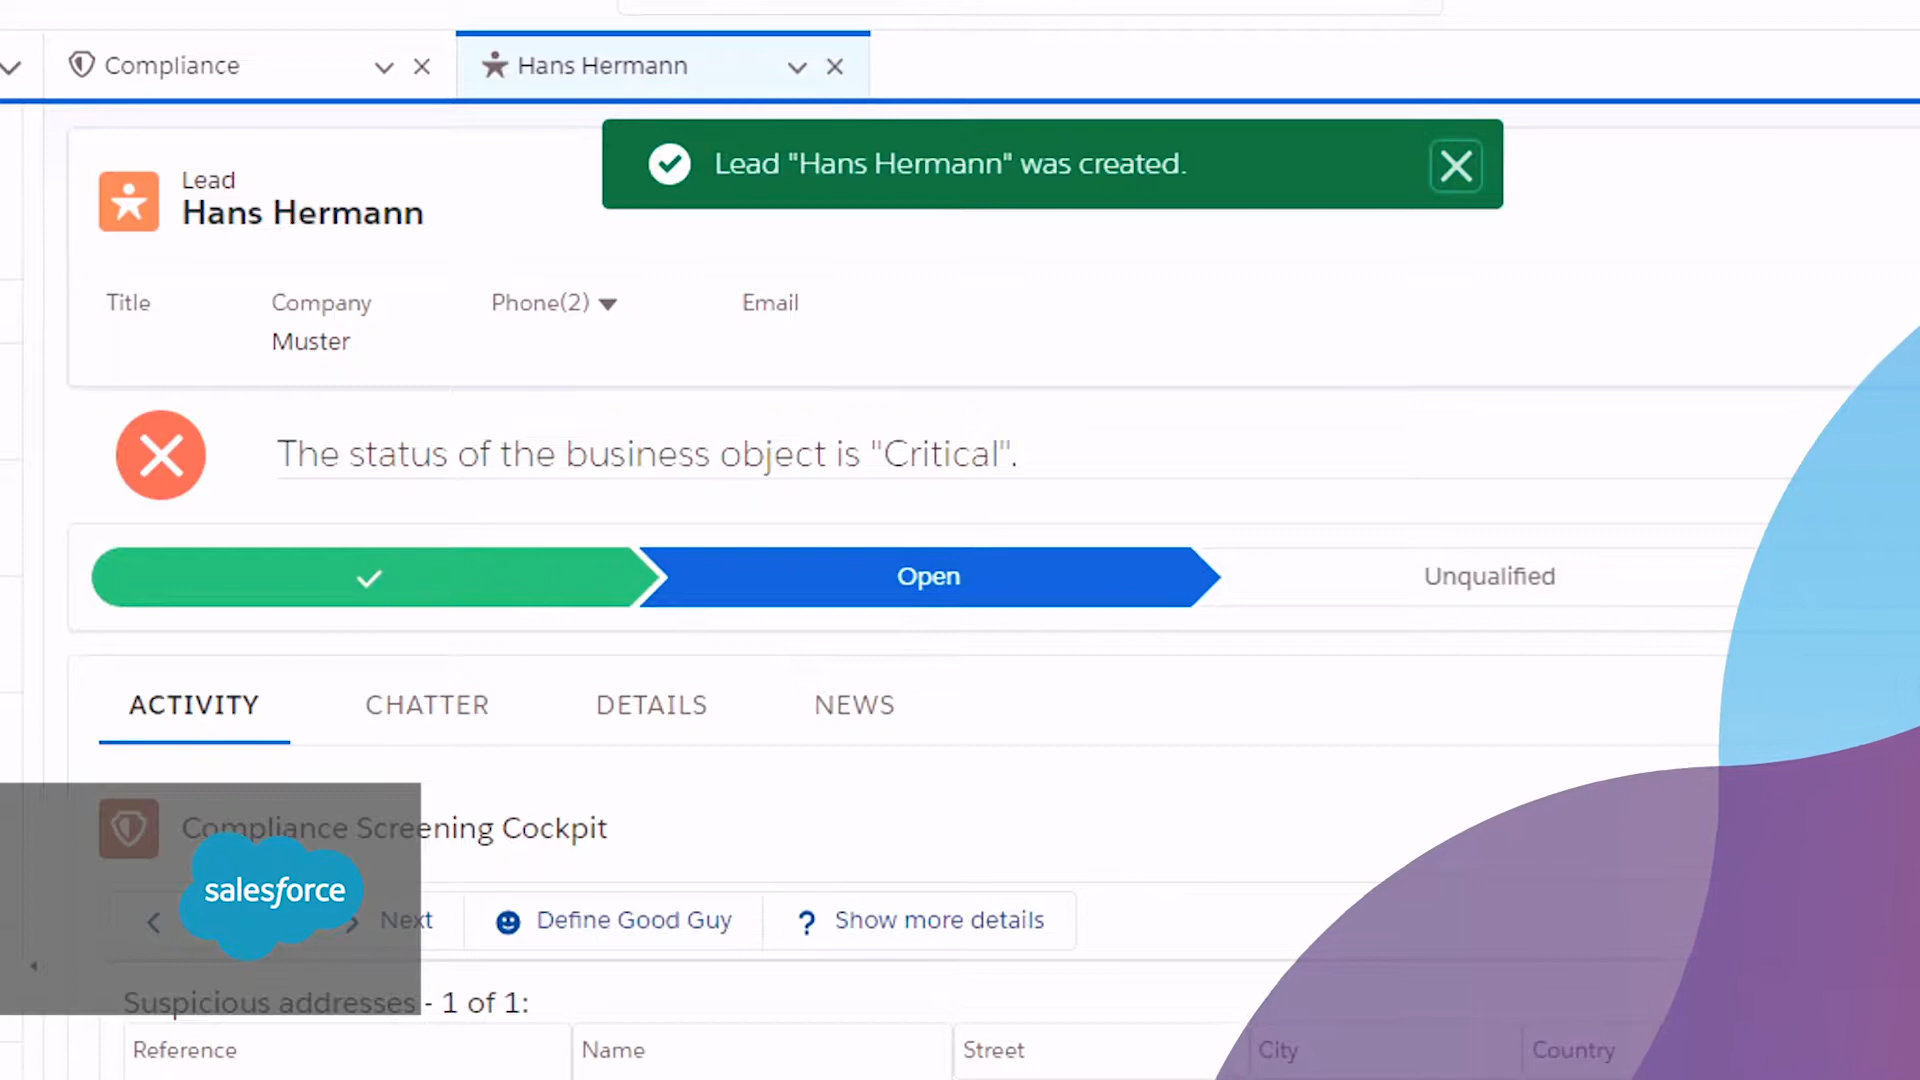 Compliance
Hans Hermann
Lead "Hans Hermann" was created.
Lead
Hans Hermann
Title
Company
Phone(2)
Email
Muster
The status of the business object is "Critical".
Open
Unqualified
ACTIVITY
CHATTER
DETAILS
NEWS
Compliance Screening Cockpit
salesforce
Next
Define Good Guy
? Show more details
Suspicious addresses - 1 of 1:
Reference
Name
Street
City
Country